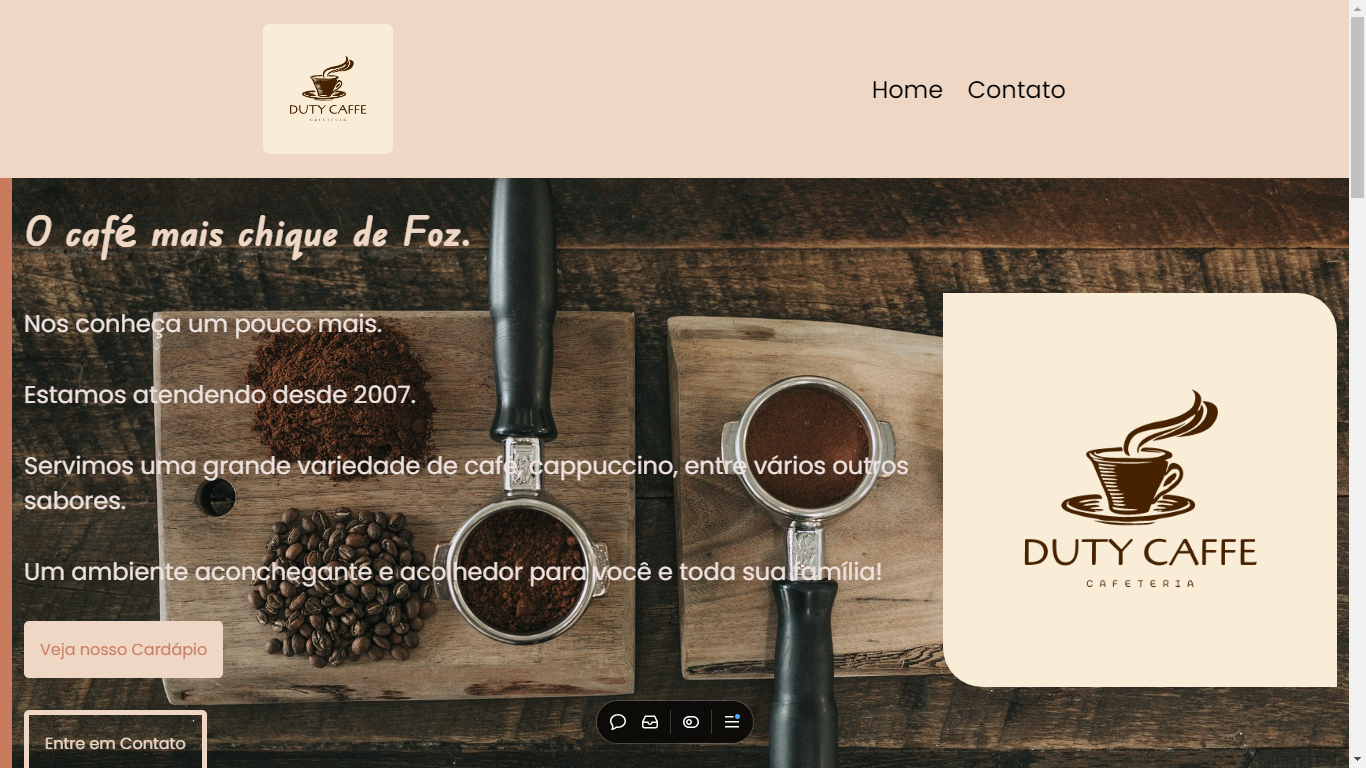 DUTY CAFFE
CAFETERIA
Home Contato
O café mais chique de Foz.
Nos conheça um pouco mais.
Estamos atendendo desde 2007.
Servimos uma grande variedade de café, cappuccino, entre vários outros
sabores.
Um ambiente aconchegante e acolhedor para você e toda sua família!
Veja nosso Cardápio
Entre em Contato
DUTY CAFFE
CAFETERIA